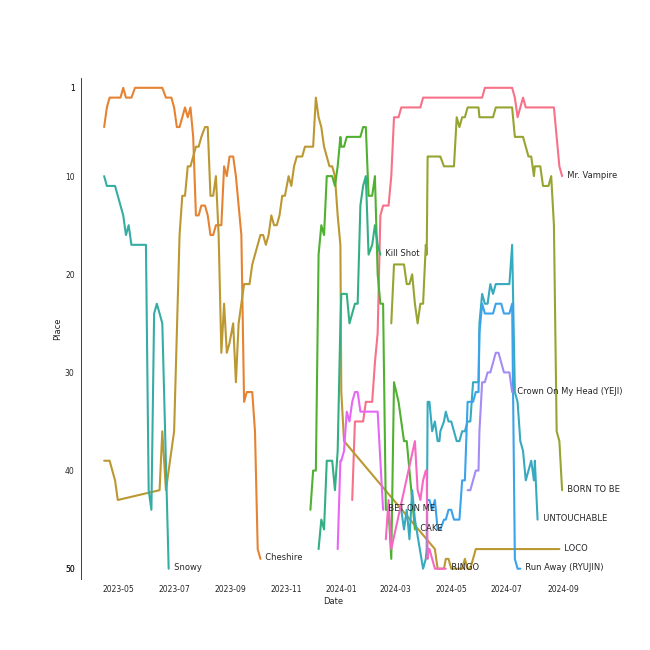 1
10
20
30
40
50
Place
Mr. Vampire
Kill Shot
Crown On My Head (YEJI)
BORN TO BE
BET ON ME
UNTOUCHABLE
CAKE
LOCO
Cheshire
Snowy
RINGO
Run Away (RYUJIN)
2023-05
2023-07
2023-09
2023-11
2024-01
2024-03
2024-05
2024-07
2024-09
Date